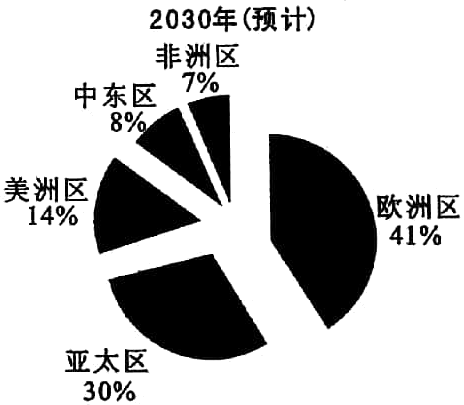 2030年(预计)
非洲区
7%
中东区
8%
美洲区
14%
欧洲区
41%
亚太区
30%